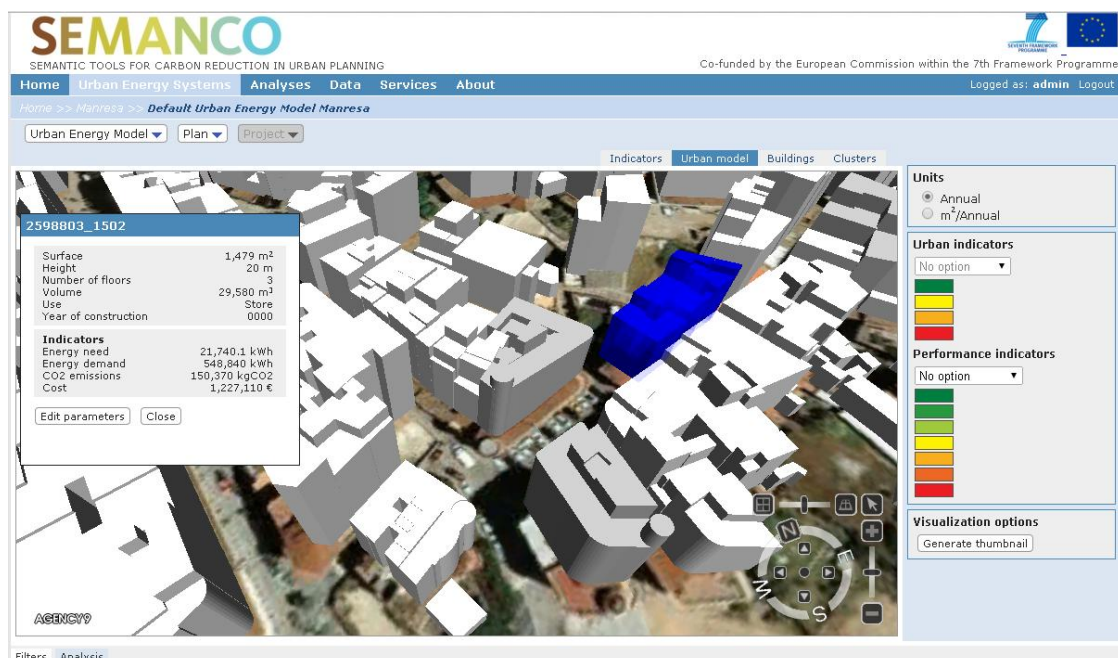 SEMANCO
SEMANTIC TOOLS FOR CARBON REDUCTION IN URBAN PLANNING
SEVENTH FRAMEWORK
PROGRAMME
Co-funded by the European Commission within the 7th Framework Programme
Home Urban Energy Systems Analyses Data Services About Logged as: admin Logout
Home >> Manresa >> Default Urban Energy Model Manresa
Urban Energy Model Plan Project
Indicators Urban model Buildings Clusters
2598803_1502
Surface 1,479 m²
Height 20 m
Number of floors 3
Volume 29,580 m³
Use Store
Year of construction 0000
Indicators
Energy need 21,740.1 kWh
Energy demand 548,840 kWh
CO2 emissions 150,370 kgCO2
Cost 1,227,110 €
Edit parameters Close
Units
Annual
m²/Annual
Urban indicators
No option
Performance indicators
No option
Visualization options
Generate thumbnail
N
E
S
W
AGENCY9
Filters Analysis